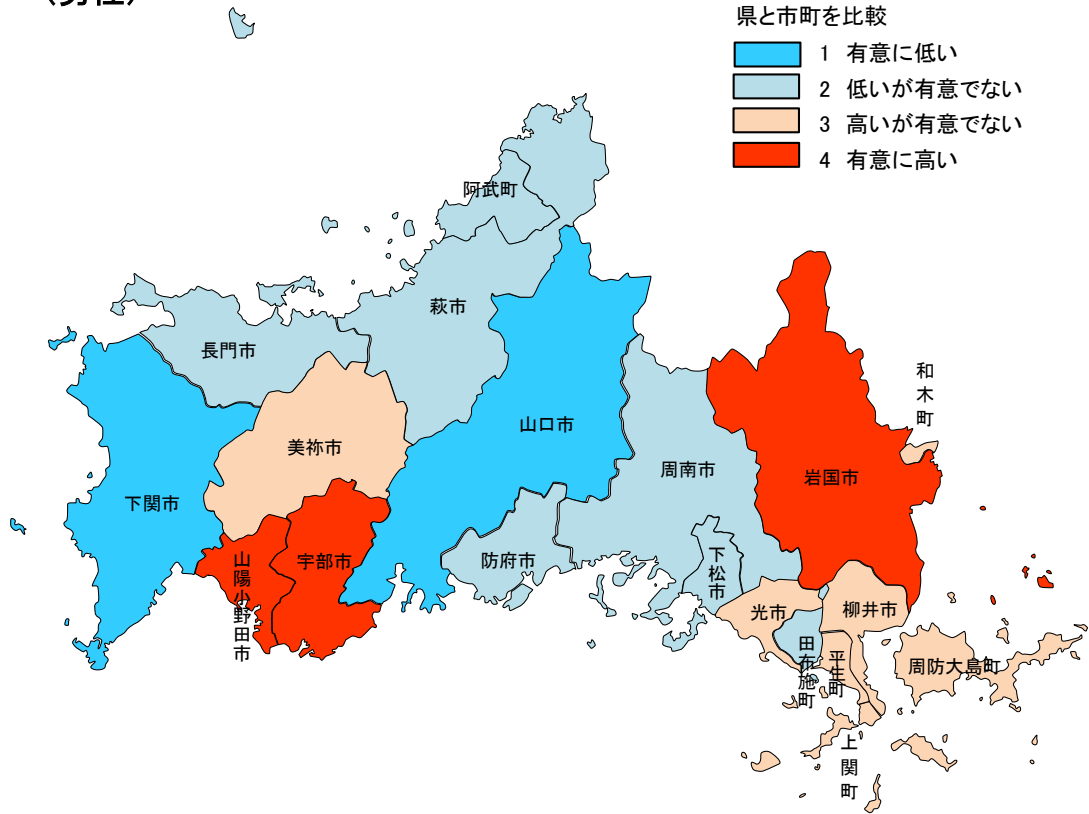 (男性)
県と市町を比較
1 有意に低い
2 低いが有意でない
3 高いが有意でない
4 有意に高い
阿武町
萩市
長門市
和木町
山口市
美祢市
周南市
岩国市
下関市
宇部市
防府市
下松市
山陽小野田市
光市
柳井市
田布施町
平生町
周防大島町
上関町